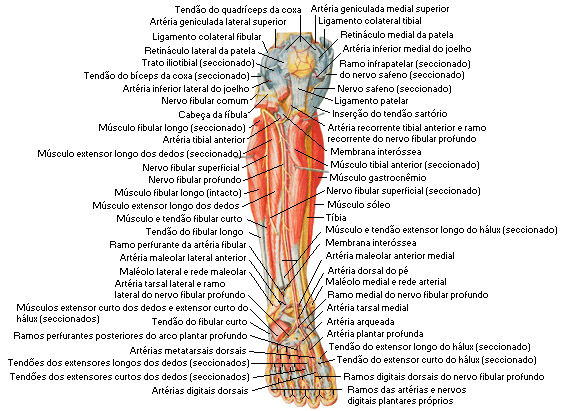 Tendão do quadríceps da coxa
Artéria geniculada lateral superior
Ligamento colateral fibular
Retináculo lateral da patela
Trato iliotibial (seccionado)
Tendão do bíceps da coxa (seccionado)
Artéria inferior lateral do joelho
Nervo fibular comum
Cabeça da fíbula
Músculo fibular longo (seccionado)
Artéria tibial anterior
Músculo extensor longo dos dedos (seccionado)
Nervo fibular superficial
Nervo fibular profundo
Músculo fibular longo (intacto)
Músculo extensor longo dos dedos
Músculo e tendão fibular curto
Tendão do fibular longo
Ramo perfurante da artéria fibular
Artéria maleolar lateral anterior
Maléolo lateral e rede maleolar
Artéria tarsal lateral e ramo
lateral do nervo fibular profundo
Músculos extensor curto dos dedos e extensor curto do
hálux (seccionados)
Tendão do fibular curto
Ramos perfurantes posteriores do arco plantar profundo
Artérias metatarsais dorsais
Tendões dos extensores longos dos dedos (seccionados)
Tendões dos extensores curtos dos dedos (seccionados)
Artérias digitais dorsais
Artéria geniculada medial superior
Ligamento colateral tibial
Retináculo medial da patela
Artéria inferior medial do joelho
Ramo infrapatelar (seccionado)
do nervo safeno (seccionado)
Nervo safeno (seccionado)
Ligamento patelar
Inserção do tendão sartório
Artéria recorrente tibial anterior e ramo
recorrente do nervo fibular profundo
Membrana interóssea
Músculo tibial anterior (seccionado)
Músculo gastrocnêmio
Nervo fibular superficial (seccionado)
Músculo sóleo
Tíbia
Músculo e tendão extensor longo do hálux (seccionado)
Membrana interóssea
Artéria maleolar anterior medial
Artéria dorsal do pé
Maléolo medial e rede arterial
Ramo medial do nervo fibular profundo
Artéria tarsal medial
Artéria arqueada
Artéria plantar profunda
Tendão do extensor longo do hálux (seccionado)
Tendão do extensor curto do hálux (seccionado)
Ramos digitais dorsais do nervo fibular profundo
Ramos das artérias e nervos
digitais plantares próprios